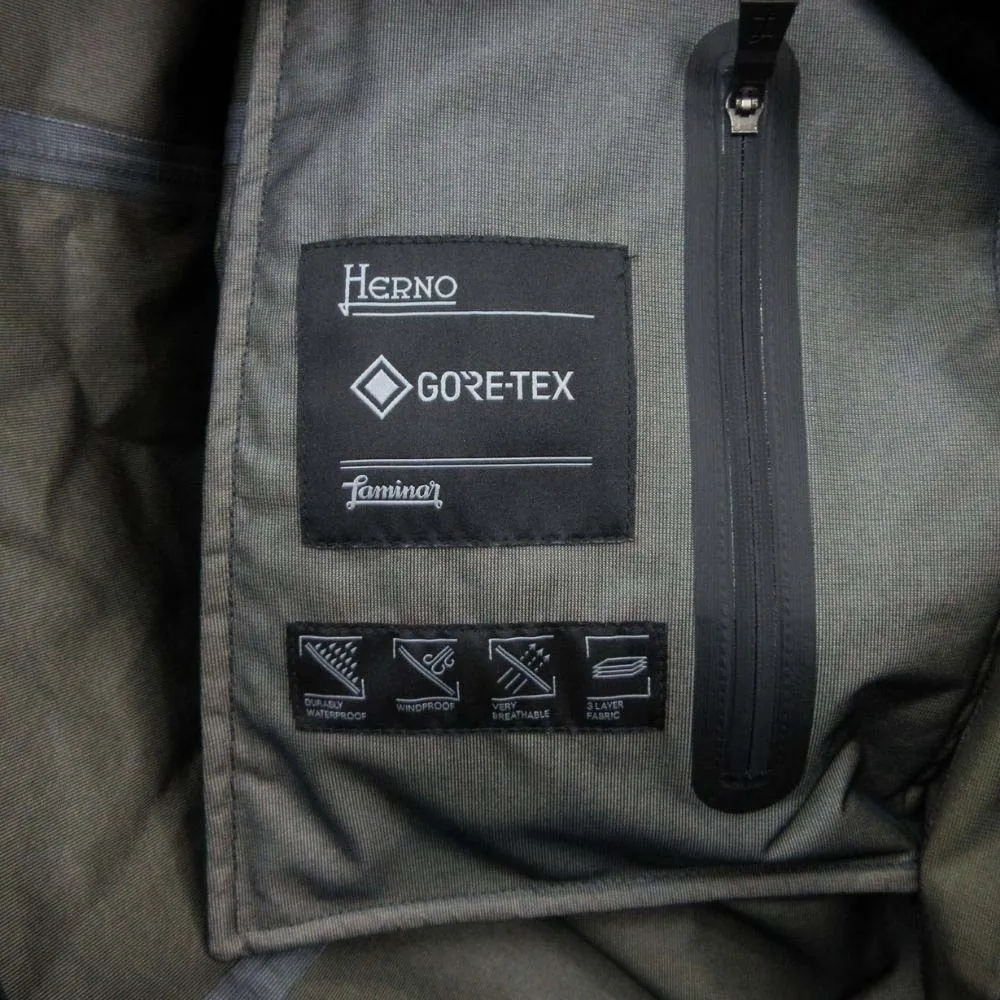 HERNO
GORE-TEX
Laminar
DURABLY
WATERPROOF
WINDPROOF
VERY
BREATHABLE
3 LAYER
FABRIC